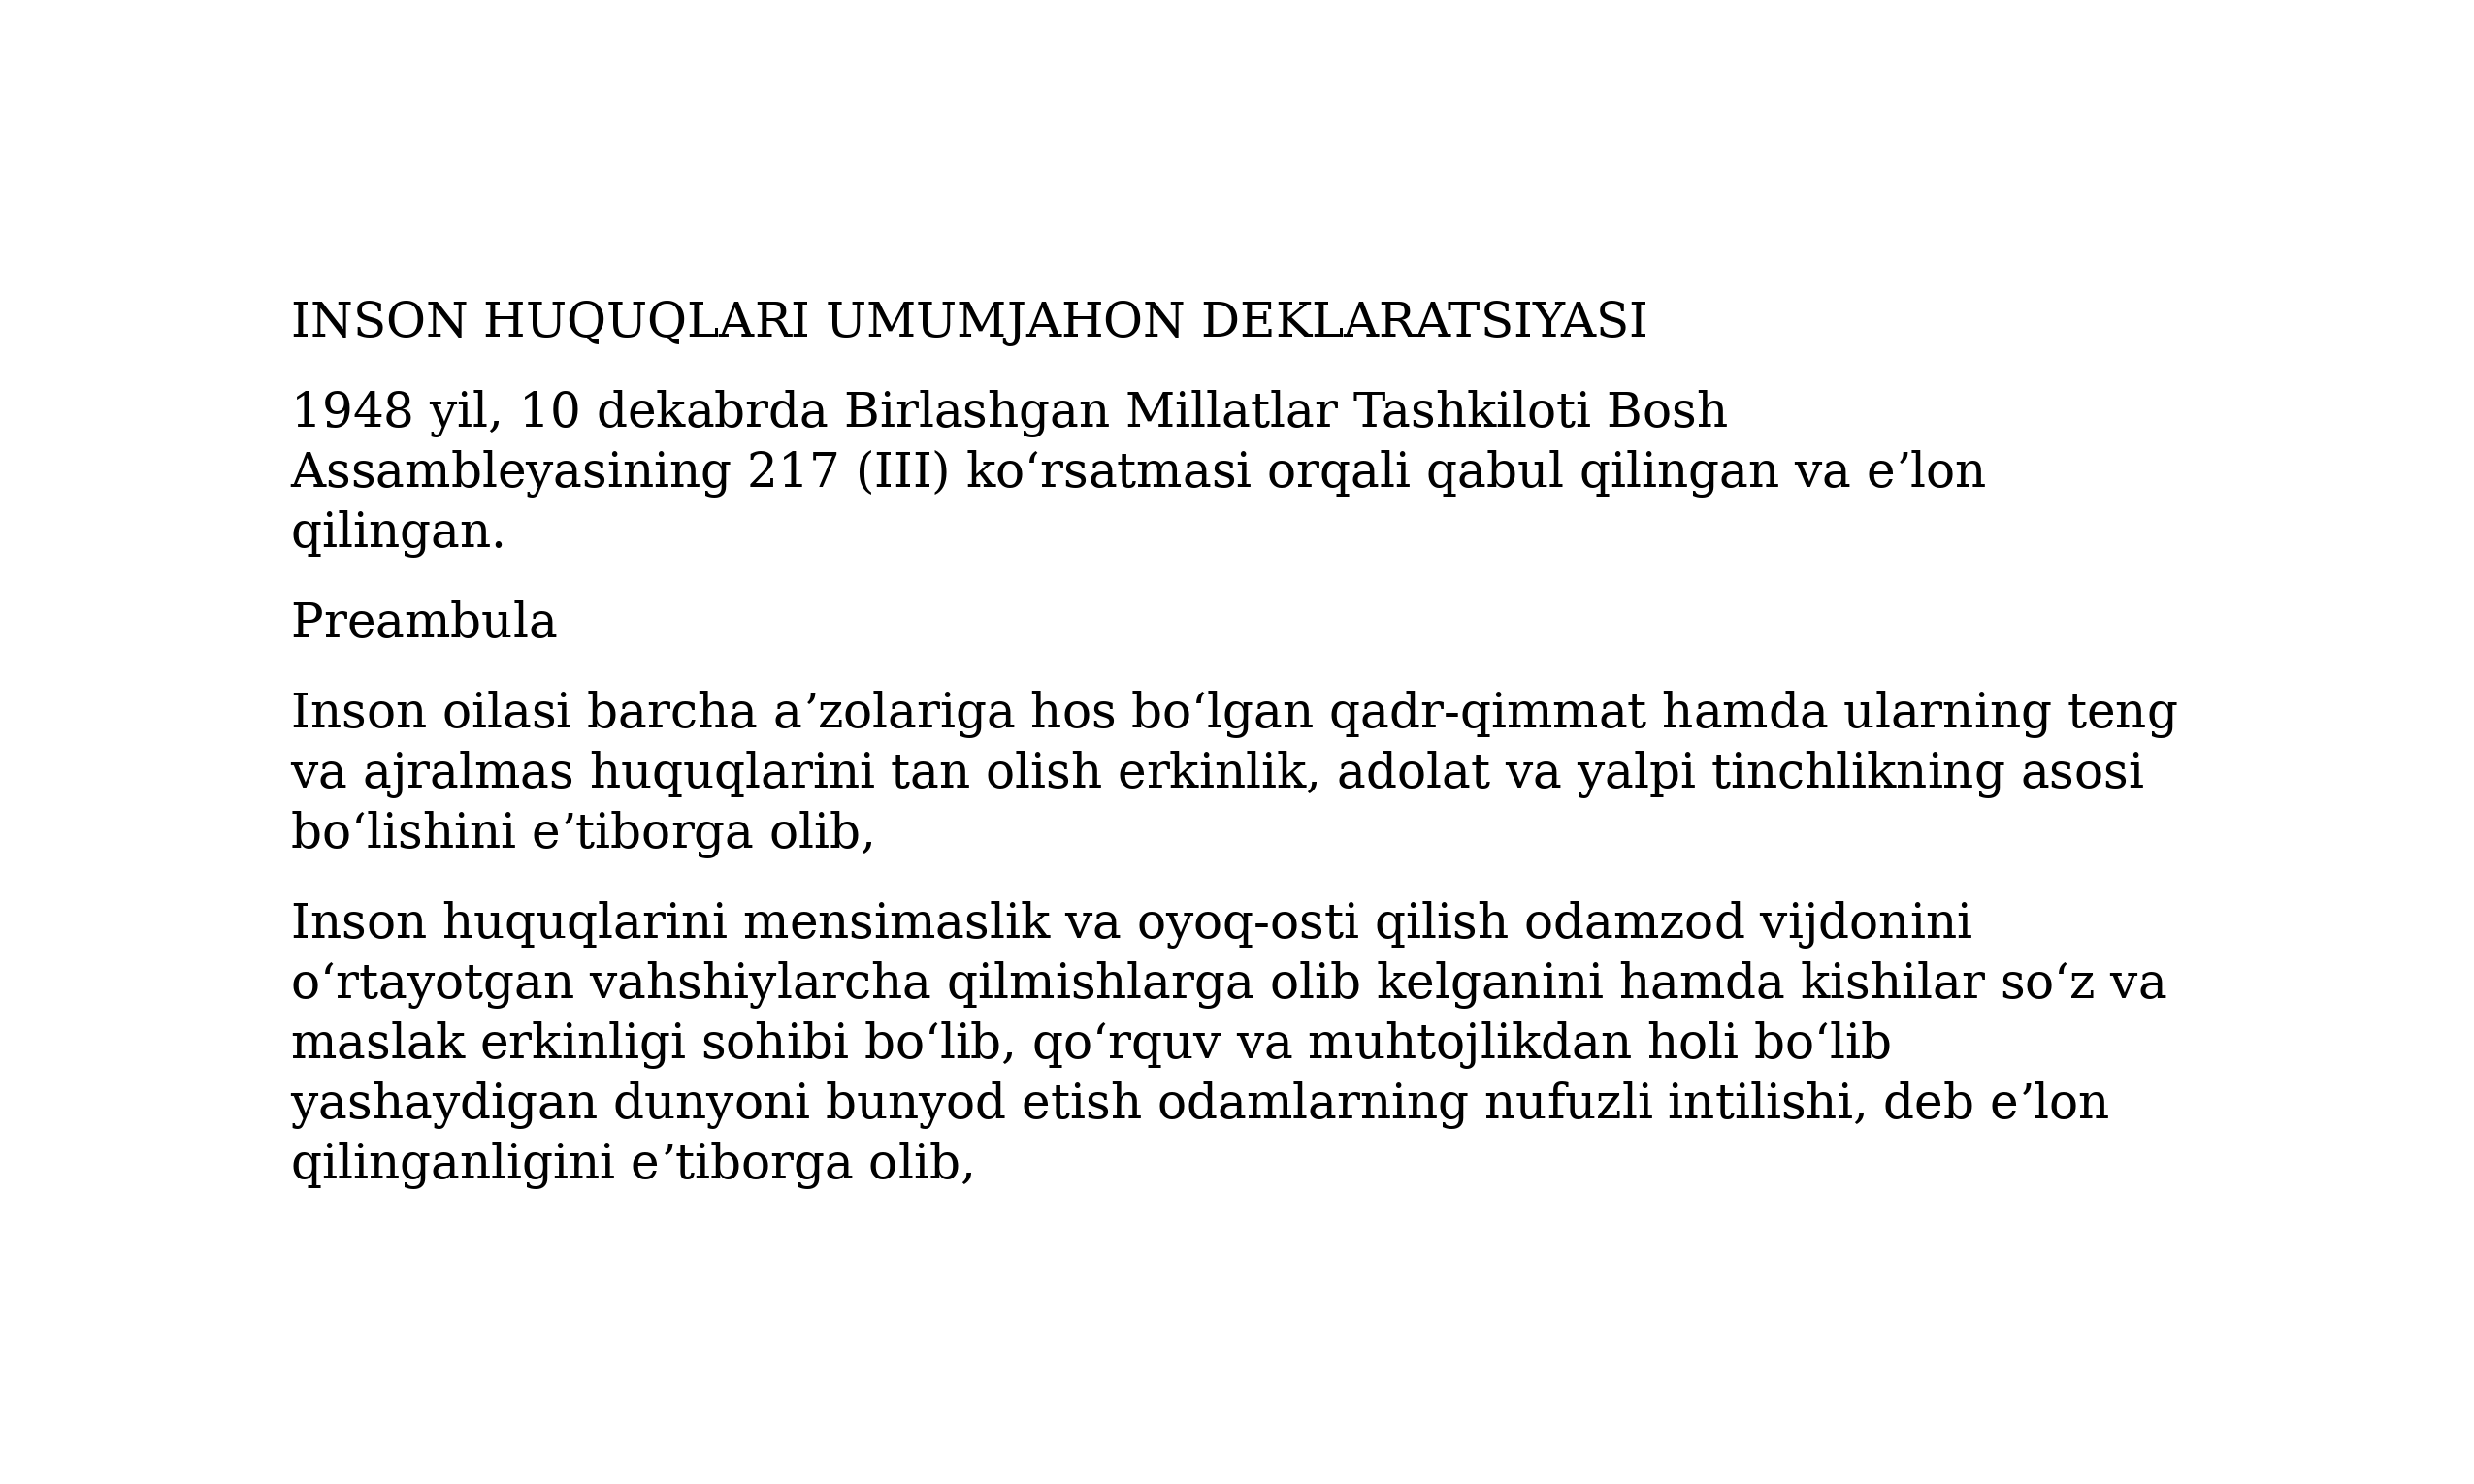 INSON HUQUQLARI UMUMJAHON DEKLARATSIYASI
1948 yil, 10 dekabrda Birlashgan Millatlar Tashkiloti Bosh
Assambleyasining 217 (III) koʻrsatmasi orqali qabul qilingan va eʼlon
qilingan.
Preambula
Inson oilasi barcha aʼzolariga hos boʻlgan qadr-qimmat hamda ularning teng
va ajralmas huquqlarini tan olish erkinlik, adolat va yalpi tinchlikning asosi
boʻlishini eʼtiborga olib,
Inson huquqlarini mensimaslik va oyoq-osti qilish odamzod vijdonini
oʻrtayotgan vahshiylarcha qilmishlarga olib kelganini hamda kishilar soʻz va
maslak erkinligi sohibi boʻlib, qoʻrquv va muhtojlikdan holi boʻlib
yashaydigan dunyoni bunyod etish odamlarning nufuzli intilishi, deb eʼlon
qilinganligini eʼtiborga olib,